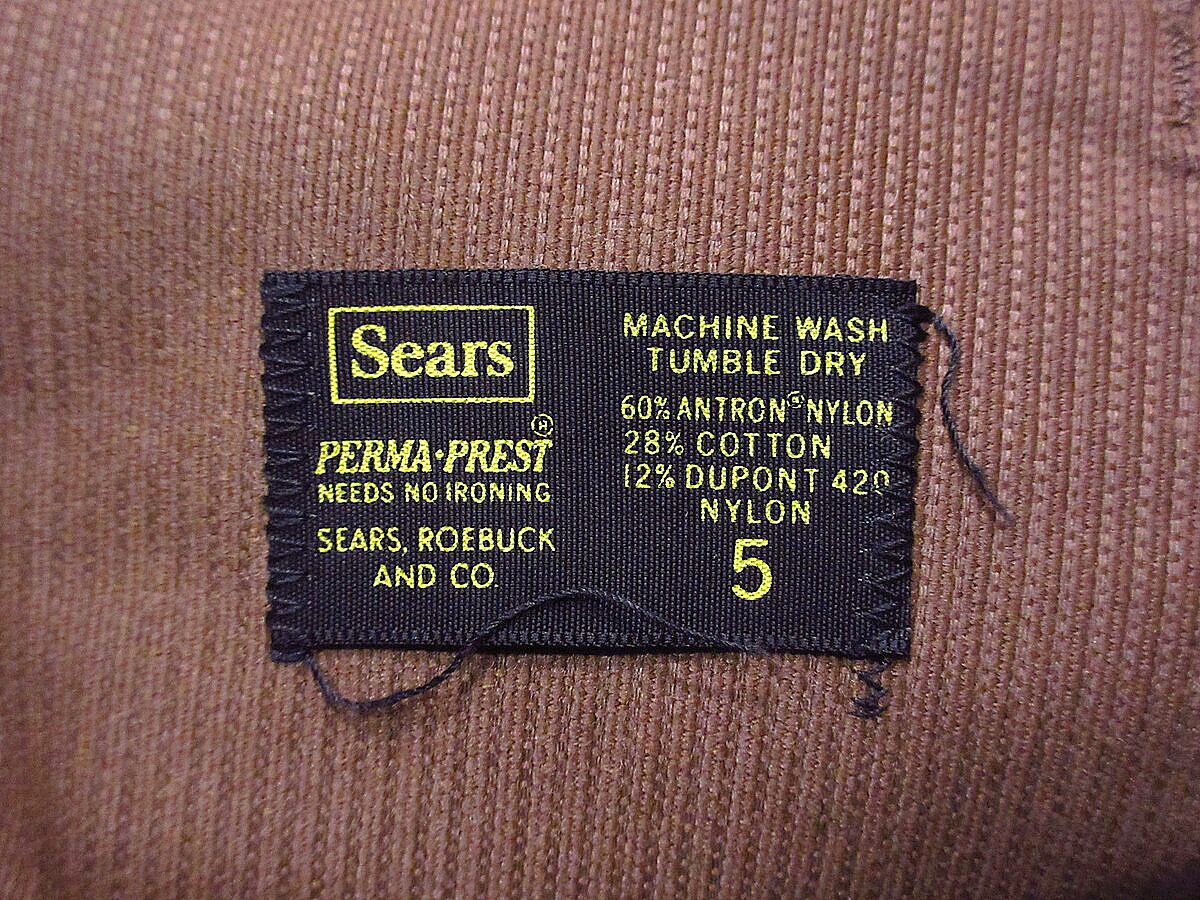 Sears
PERMA·PREST®
NEEDS NO IRONING
SEARS, ROEBUCK
AND CO.
MACHINE WASH
TUMBLE DRY
60% ANTRON® NYLON
28% COTTON
12% DUPONT 420
NYLON
5